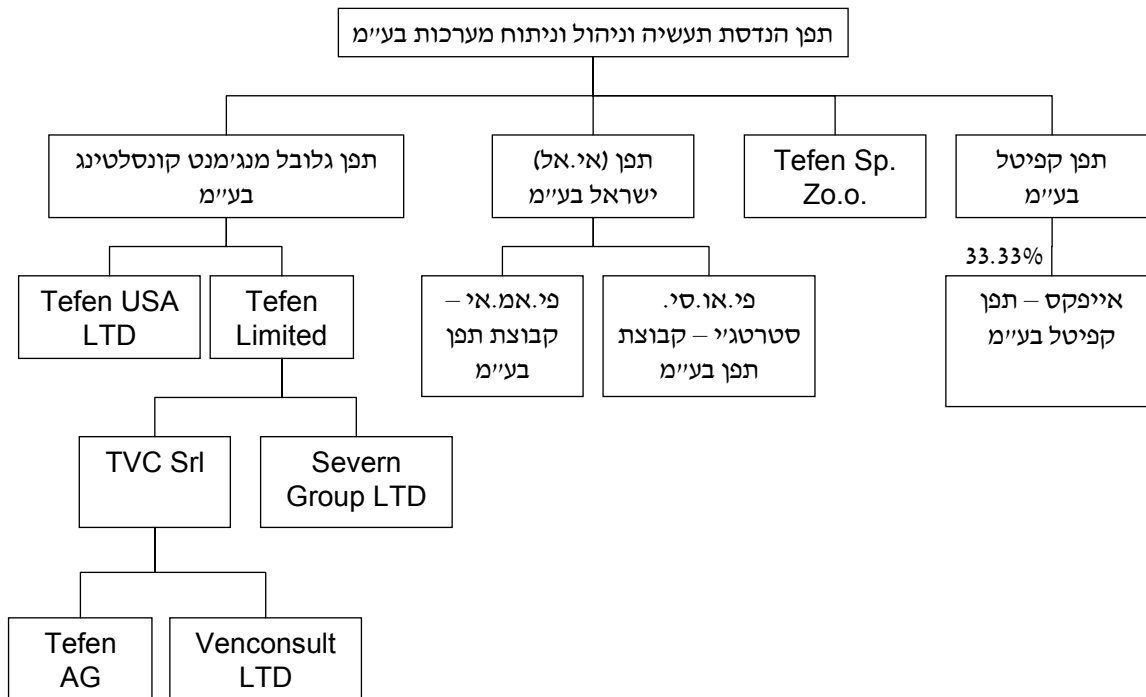 תפן הנדסת תעשיה וניהול וניתוח מערכות בע״מ
תפן גלובל מנג׳מנט קונסלטינג
בע״מ
תפן (אי.אל)
ישראל בע״מ
Tefen Sp.
Zo.o.
תפן קפיטל
בע״מ
33.33%
Tefen USA
LTD
Tefen
Limited
פי.אמ.אי –
קבוצת תפן
בע״מ
פי.או.סי.
סטרטג׳י – קבוצת
תפן בע״מ
אייפקס – תפן
קפיטל בע״מ
TVC Srl
Severn
Group LTD
Tefen
AG
Venconsult
LTD